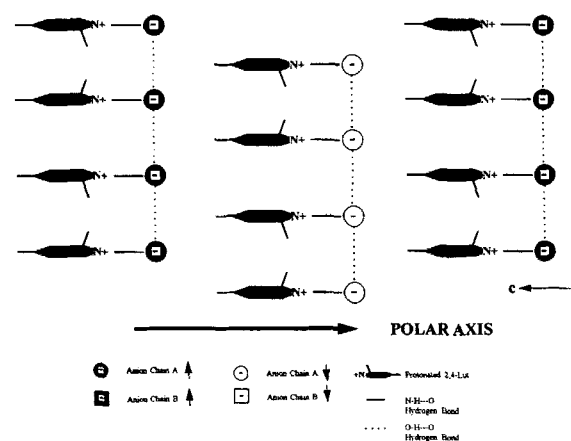 N+ - N+ -
N+ -
N+ - N+ -
N+ -
N+ - N+ -
N+ -
N+ - N+ -
N+ -
c
POLAR AXIS
- Anion Chain A - Anion Chain A +N Protonated 2,4-Lut
- Anion Chain B - Anion Chain B N-H---O
Hydrogen Bond
O-H---O
Hydrogen Bond